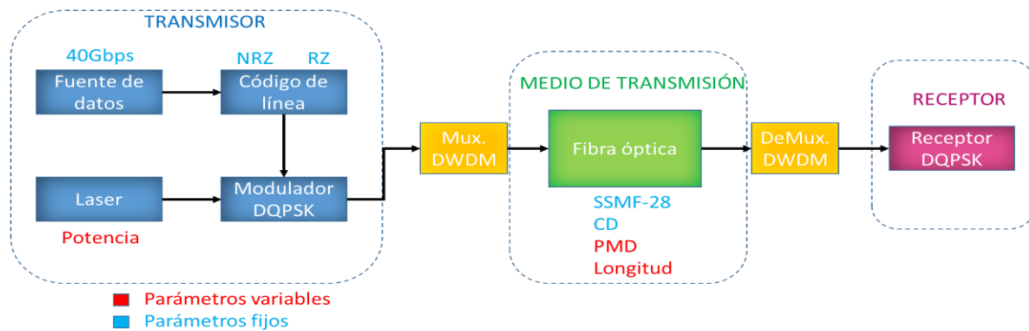 TRANSMISOR
40Gbps
NRZ RZ
Fuente de
datos
Código de
línea
Laser
Potencia
Modulador
DQPSK
Mux.
DWDM
MEDIO DE TRANSMISIÓN
Fibra óptica
SSMF-28
CD
PMD
Longitud
DeMux.
DWDM
RECEPTOR
Receptor
DQPSK
Parámetros variables
Parámetros fijos